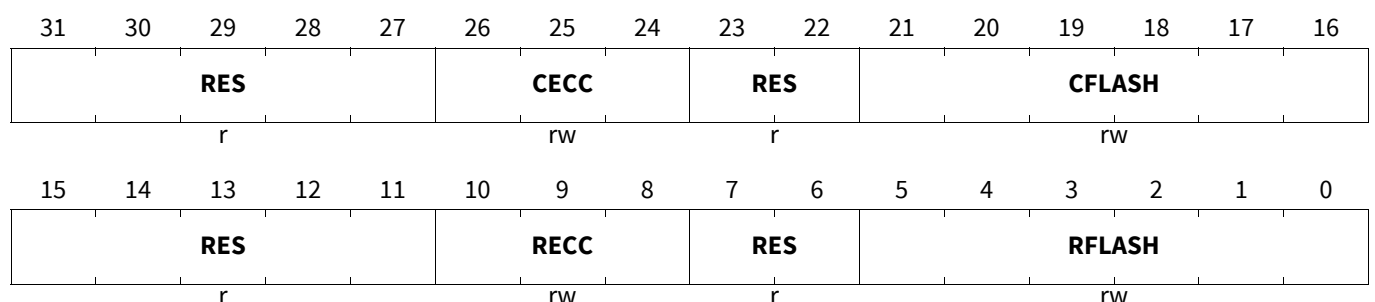 31 30 29 28 27 26 25 24 23 22 21 20 19 18 17 16
RES CECC RES CFLASH
r rw r rw
15 14 13 12 11 10 9 8 7 6 5 4 3 2 1 0
RES RECC RES RFLASH
r rw r rw